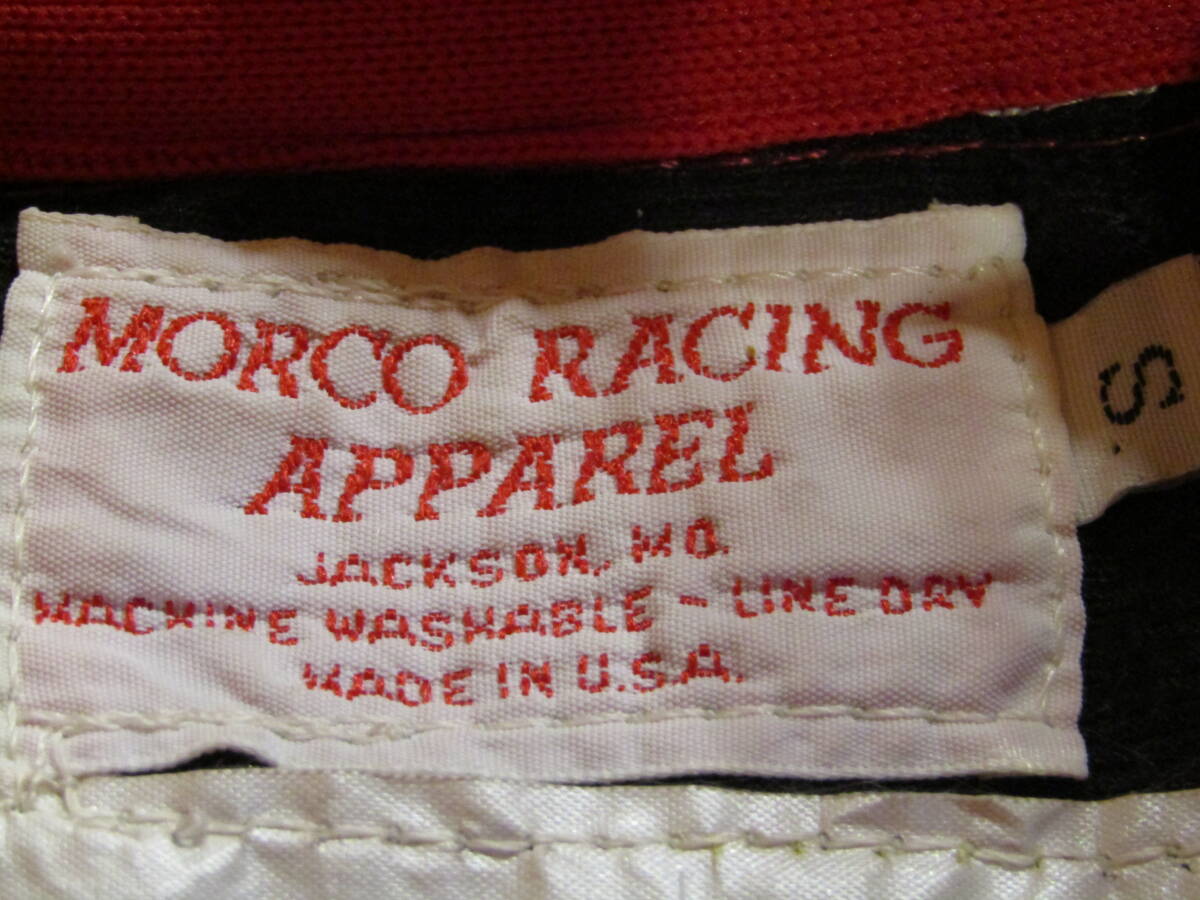 MORCO RACING
APPAREL
JACKSON, MO.
MACHINE WASHABLE - LINE DRY
MADE IN U.S.A.
S